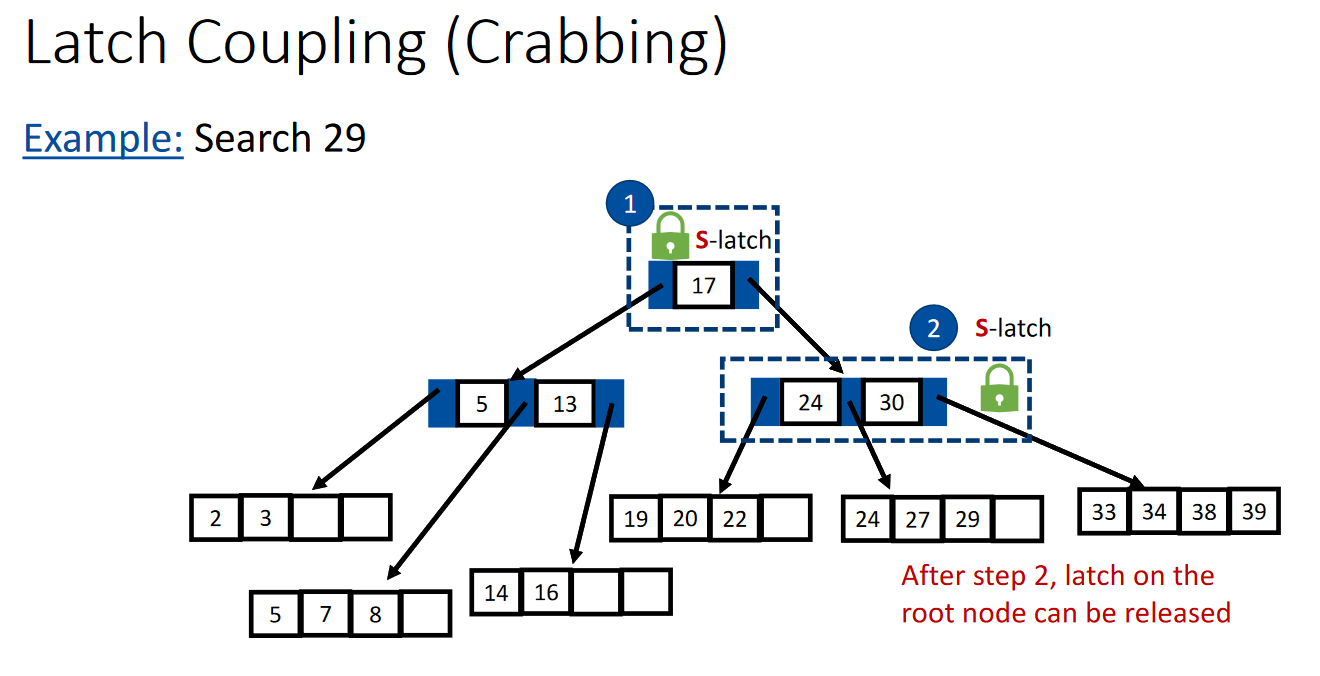 Latch Coupling (Crabbing)
Example: Search 29
1
S-latch
17
2 S-latch
5 13
24 30
2 3
19 20 22
24 27 29
33 34 38 39
5 7 8
14 16
After step 2, latch on the
root node can be released